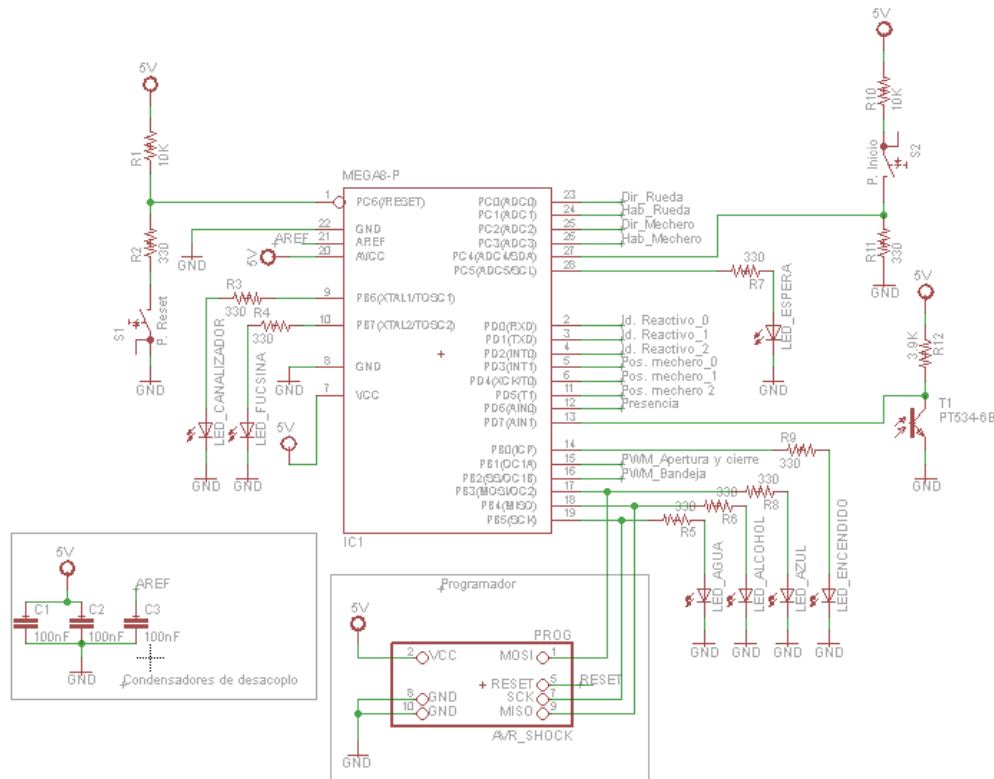 5V
R10
10K
S2
P. Inicio
R11
330
GND
5V
R1
10K
R2
330
S1
P. Reset
GND
MEGA8-P
1
PC6(/RESET)
22
GND
21
AREF
AREF
20
AVCC
5V
GND
9
PB6(XTAL1/TOSC1)
R3
330
10
PB7(XTAL2/TOSC2)
R4
330
8
GND
GND
7
VCC
5V
LED_CANALIZADOR
LED_FUCSINA
GND
GND
PC0(ADC0)
23
Dir_Rueda
PC1(ADC1)
24
Hab_Rueda
PC2(ADC2)
25
Dir_Mechero
PC3(ADC3)
26
Hab_Mechero
PC4(ADC4/SDA)
27
PC5(ADC5/SCL)
28
330
R7
LED_ESPERA
GND
PD0(RXD)
2
Id. Reactivo_0
PD1(TXD)
3
Id. Reactivo_1
PD2(INT0)
4
Id. Reactivo_2
PD3(INT1)
5
Pos. mechero_0
PD4(XCK/T0)
6
Pos. mechero_1
PD5(T1)
11
Pos. mechero 2
PD6(AIN0)
12
Presencia
PD7(AIN1)
13
5V
3.9K
R12
T1
PT534-6B
GND
PB0(ICP)
14
R9
330
PB1(OC1A)
15
PWM_Apertura y cierre
PB2(SS/OC1B)
16
PWM_Bandeja
PB3(MOSI/OC2)
17
330
R8
PB4(MISO)
18
330
R6
PB5(SCK)
19
330
R5
IC1
LED_AGUA
LED_ALCOHOL
LED_AZUL
LED_ENCENDIDO
GND
GND
GND
GND
5V
AREF
C1
C2
C3
100nF
100nF
100nF
GND
Condensadores de desacoplo
Programador
5V
PROG
2
VCC
MOSI
1
RESET
5
RESET
8
GND
SCK
7
10
GND
MISO
9
AVR_SHOCK
GND